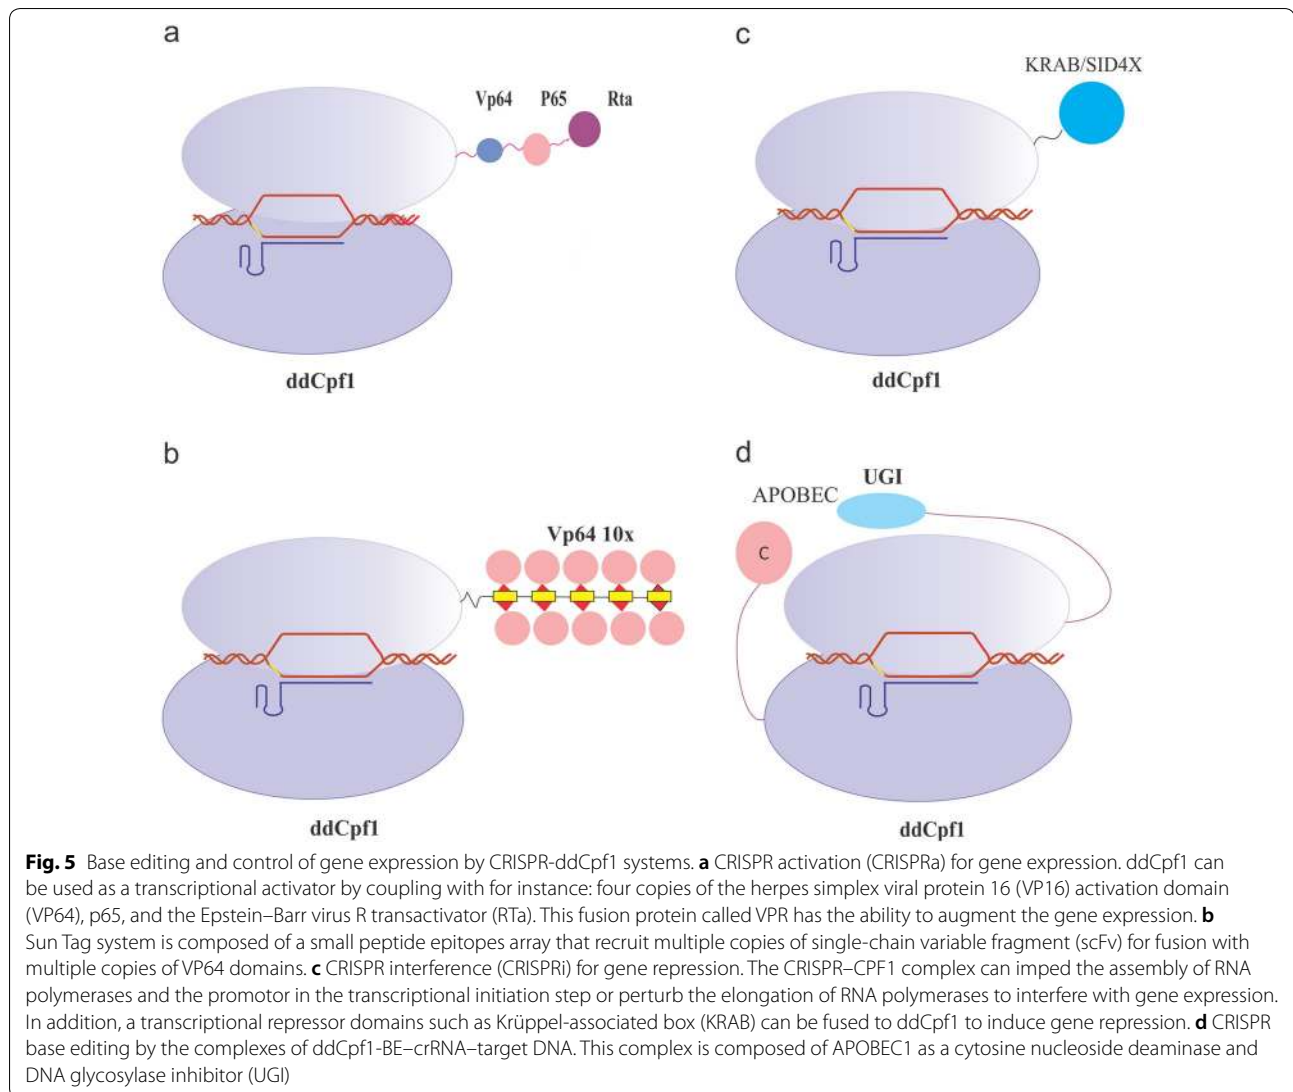 a
Vp64 P65 Rta
ddCpf1
c
KRAB/SID4X
ddCpf1
b
Vp64 10x
ddCpf1
d
UGI
APOBEC
C
ddCpf1
Fig. 5 Base editing and control of gene expression by CRISPR-ddCpf1 systems. a CRISPR activation (CRISPRa) for gene expression. ddCpf1 can
be used as a transcriptional activator by coupling with for instance: four copies of the herpes simplex viral protein 16 (VP16) activation domain
(VP64), p65, and the Epstein–Barr virus R transactivator (RTa). This fusion protein called VPR has the ability to augment the gene expression. b
Sun Tag system is composed of a small peptide epitopes array that recruit multiple copies of single-chain variable fragment (scFv) for fusion with
multiple copies of VP64 domains. c CRISPR interference (CRISPRi) for gene repression. The CRISPR–CPF1 complex can imped the assembly of RNA
polymerases and the promotor in the transcriptional initiation step or perturb the elongation of RNA polymerases to interfere with gene expression.
In addition, a transcriptional repressor domains such as Krüppel-associated box (KRAB) can be fused to ddCpf1 to induce gene repression. d CRISPR
base editing by the complexes of ddCpf1-BE–crRNA–target DNA. This complex is composed of APOBEC1 as a cytosine nucleoside deaminase and
DNA glycosylase inhibitor (UGI)